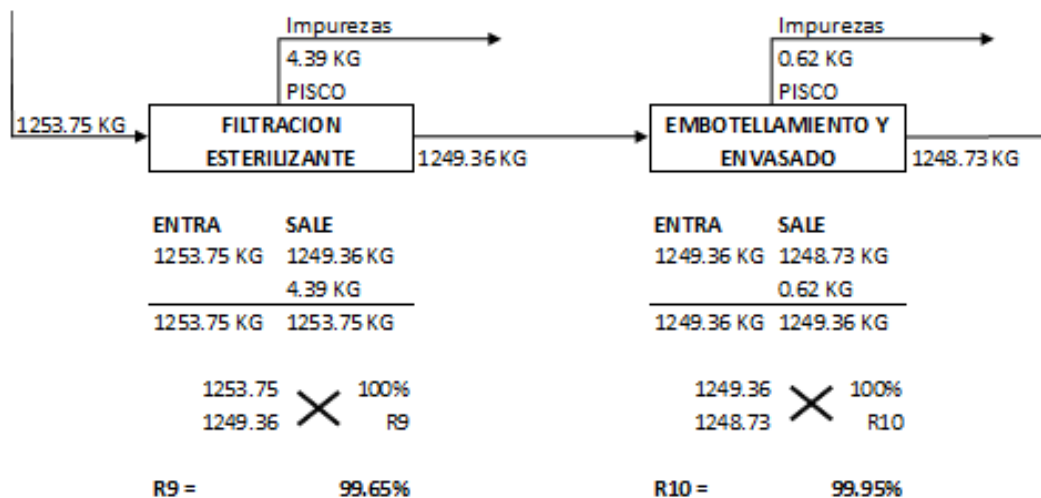 Impurezas
4.39 KG
PISCO
1253.75 KG
FILTRACION
ESTERILIZANTE
1249.36 KG
Impurezas
0.62 KG
PISCO
EMBOTELLAMIENTO Y
ENVASADO
1248.73 KG
ENTRA SALE
1253.75 KG 1249.36 KG
4.39 KG
1253.75 KG 1253.75 KG
1253.75 100%
1249.36 R9
R9 = 99.65%
ENTRA SALE
1249.36 KG 1248.73 KG
0.62 KG
1249.36 KG 1249.36 KG
1249.36 100%
1248.73 R10
R10 = 99.95%